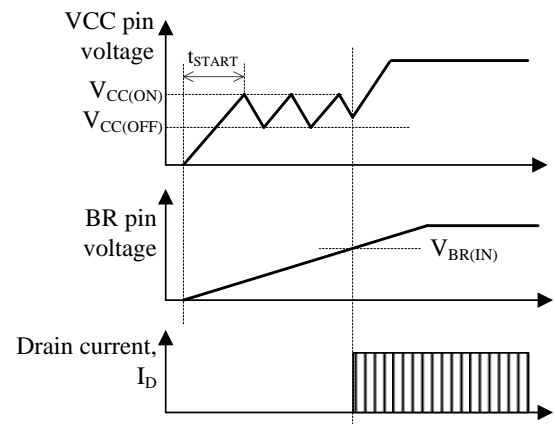 VCC pin
voltage
tSTART
VCC(ON)
VCC(OFF)
BR pin
voltage
VBR(IN)
Drain current,
ID